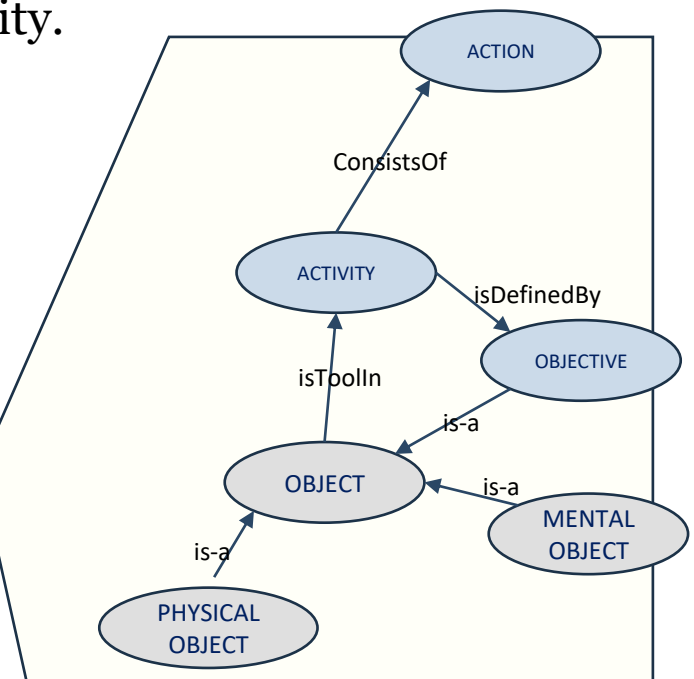 ity.
ACTION
ConsistsOf
ACTIVITY
isDefinedBy
OBJECTIVE
isToolIn
is-a
OBJECT
is-a
MENTAL
OBJECT
is-a
PHYSICAL
OBJECT